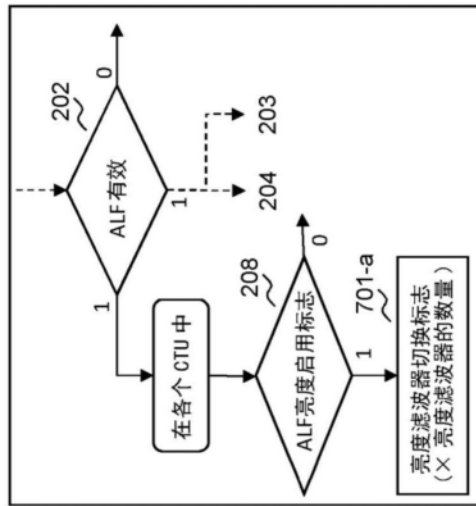 202
ALF有效
0
1
1
203
204
在各个 CTU 中
208
ALF亮度启用标志
0
1
701-a
亮度滤波器切换标志
(× 亮度滤波器的数量)